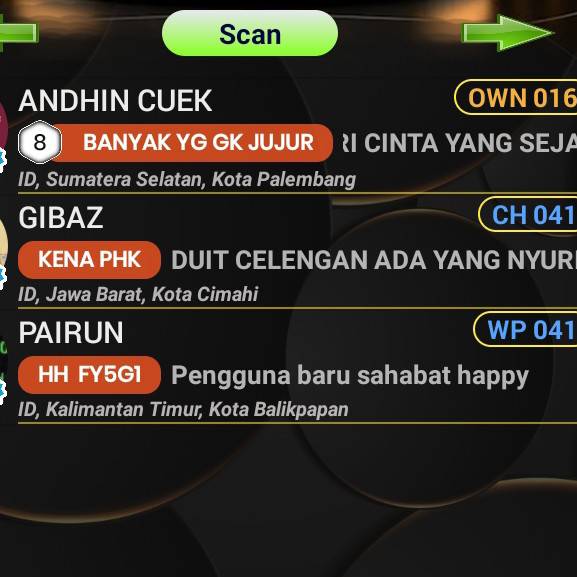 Scan
ANDHIN CUEK
OWN 016
8 BANYAK YG GK JUJUR RI CINTA YANG SEJA
ID, Sumatera Selatan, Kota Palembang
GIBAZ
CH 041
KENA PHK DUIT CELENGAN ADA YANG NYURI
ID, Jawa Barat, Kota Cimahi
PAIRUN
WP 041
HH FY5G1 Pengguna baru sahabat happy
ID, Kalimantan Timur, Kota Balikpapan